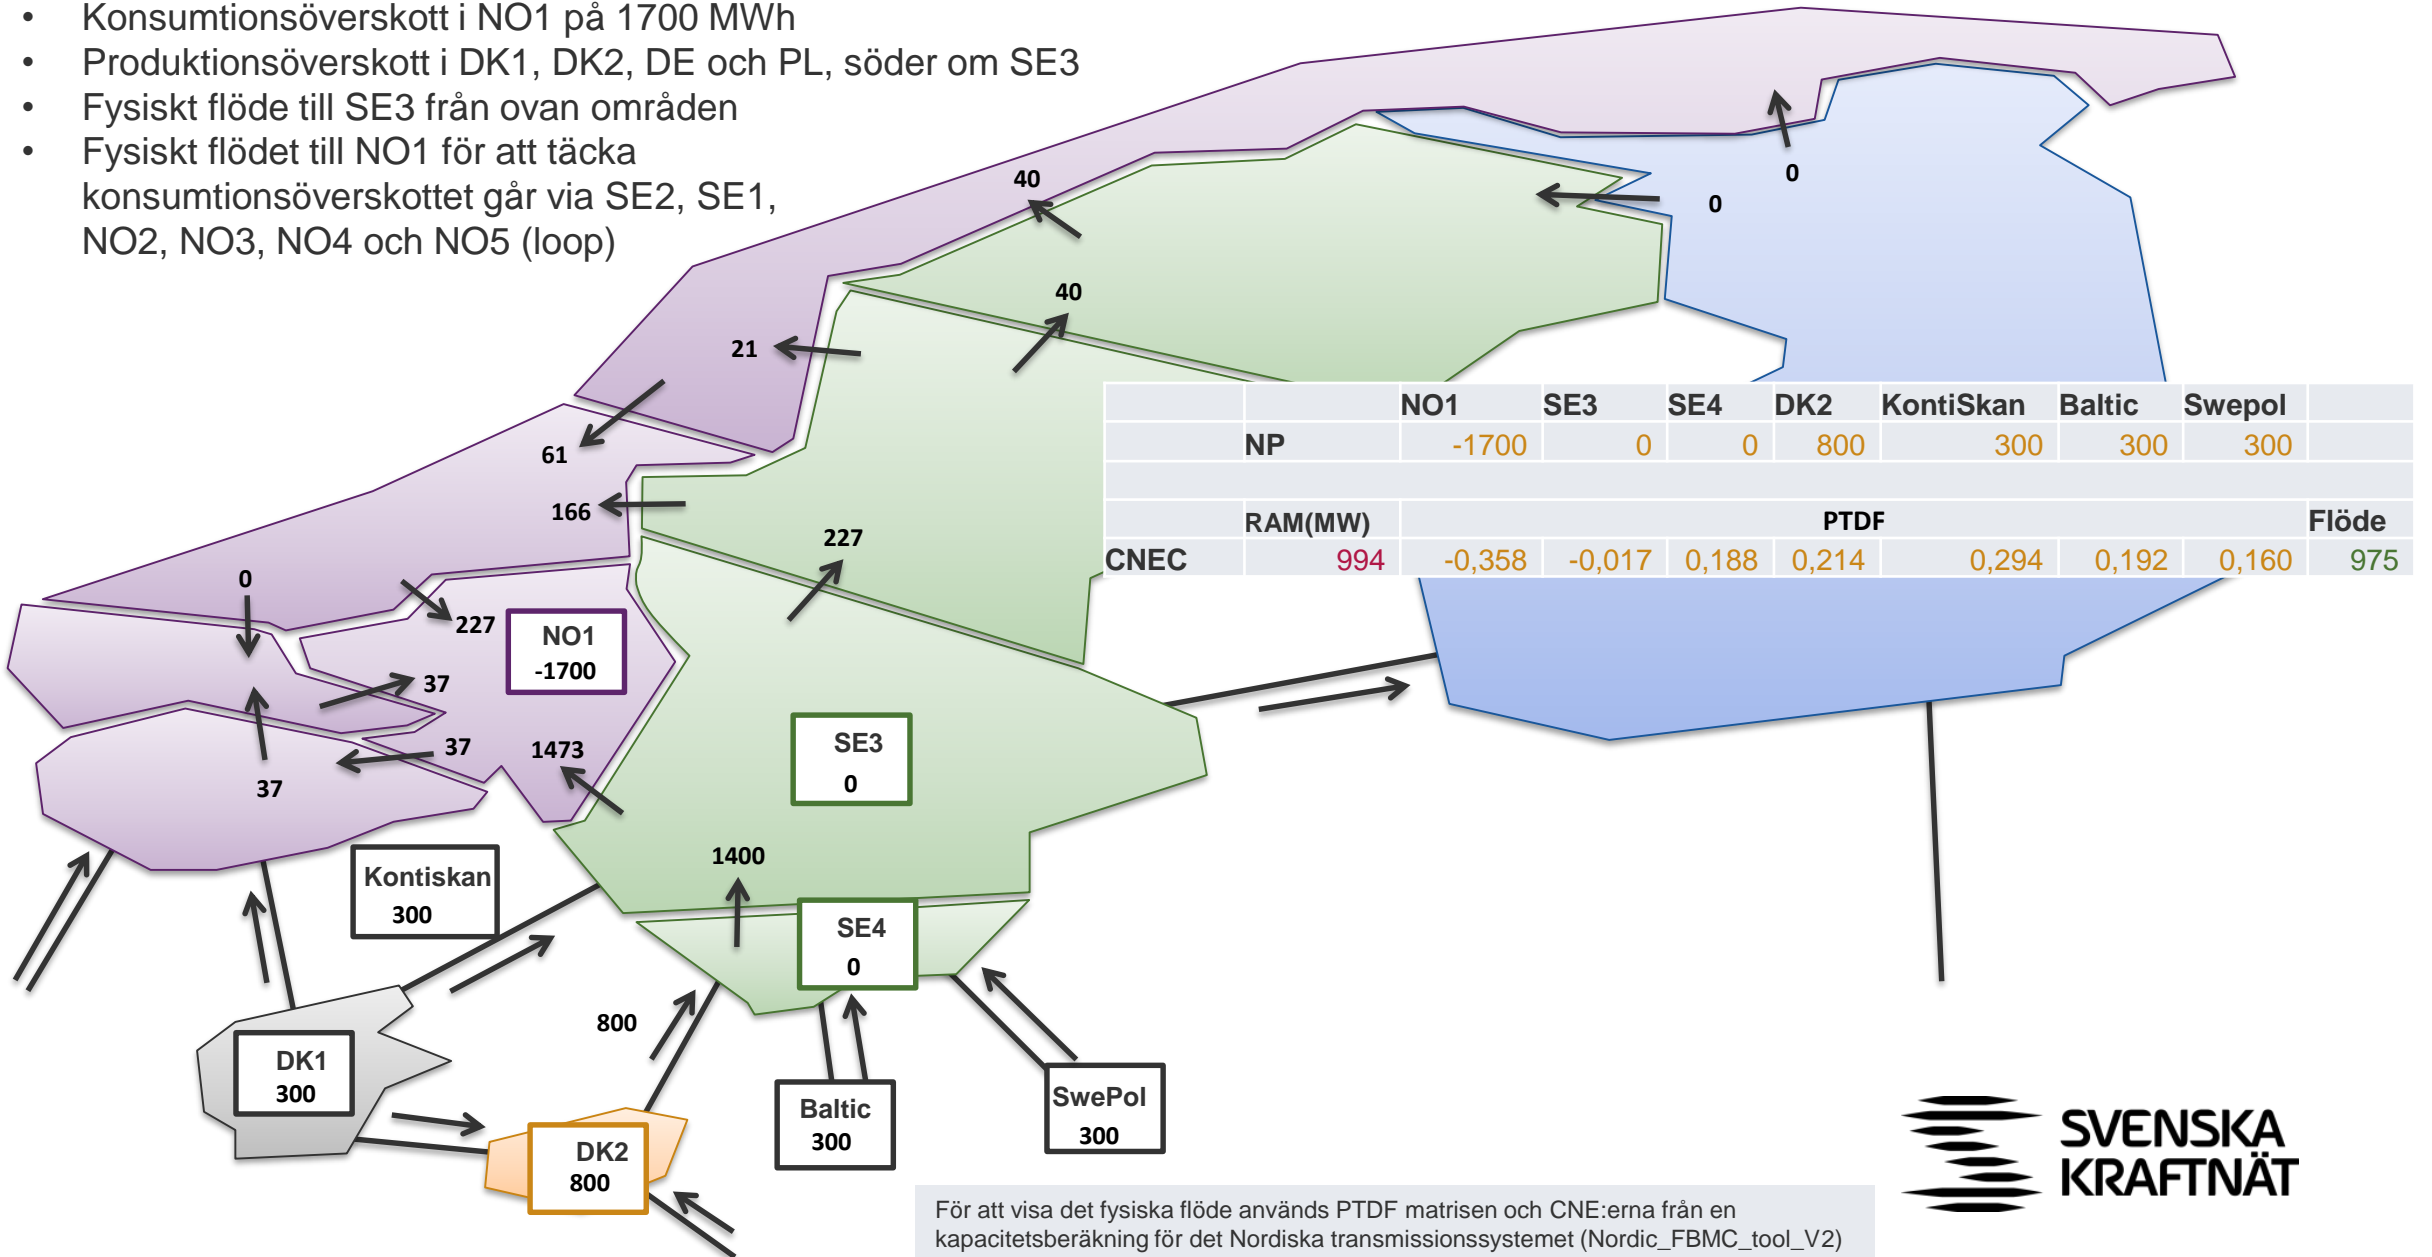 • Konsumtionsöverskott i NO1 på 1700 MWh
• Produktionsöverskott i DK1, DK2, DE och PL, söder om SE3
• Fysiskt flöde till SE3 från ovan områden
• Fysiskt flödet till NO1 för att täcka
konsumtionsöverskottet går via SE2, SE1,
NO2, NO3, NO4 och NO5 (loop)
0
0
40
40
21
61
166
227
0
227
37
37
37
1473
1400
NO1
-1700
SE3
0
SE4
0
NO1 SE3 SE4 DK2 KontiSkan Baltic Swepol
NP -1700 0 0 800 300 300 300
RAM(MW) PTDF Flöde
CNEC 994 -0,358 -0,017 0,188 0,214 0,294 0,192 0,160 975
Kontiskan
300
800
DK1
300
DK2
800
Baltic
300
SwePol
300
SVENSKA
KRAFTNÄT
För att visa det fysiska flöde används PTDF matrisen och CNE:erna från en
kapacitetsberäkning för det Nordiska transmissionssystemet (Nordic_FBMC_tool_V2)